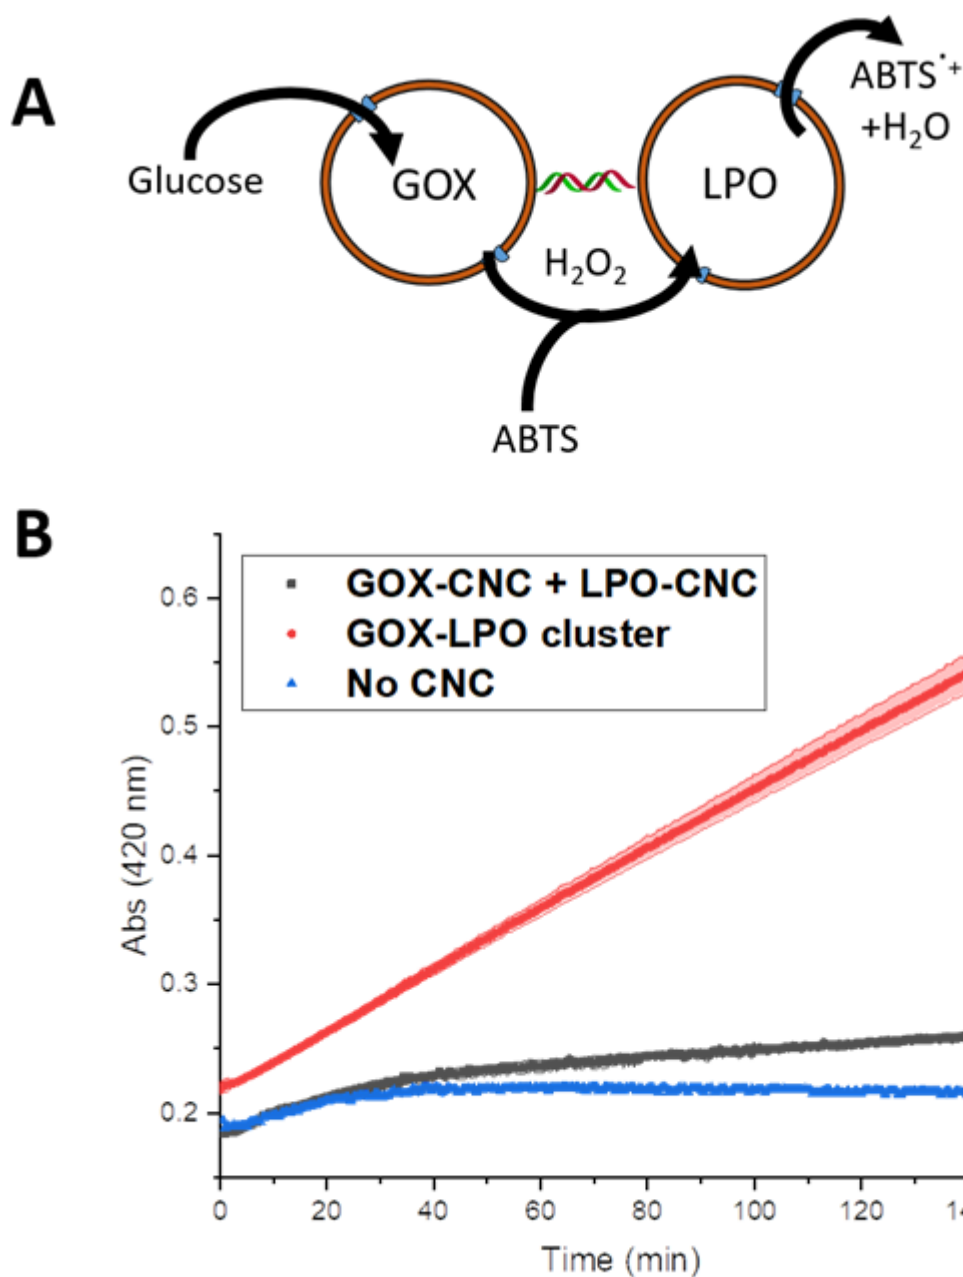 A
Glucose
GOX
LPO
H₂O₂
ABTS
ABTS˙⁺
+H₂O
B
GOX-CNC + LPO-CNC
GOX-LPO cluster
No CNC
Abs (420 nm)
0.6
0.5
0.4
0.3
0.2
0 20 40 60 80 100 120
Time (min)